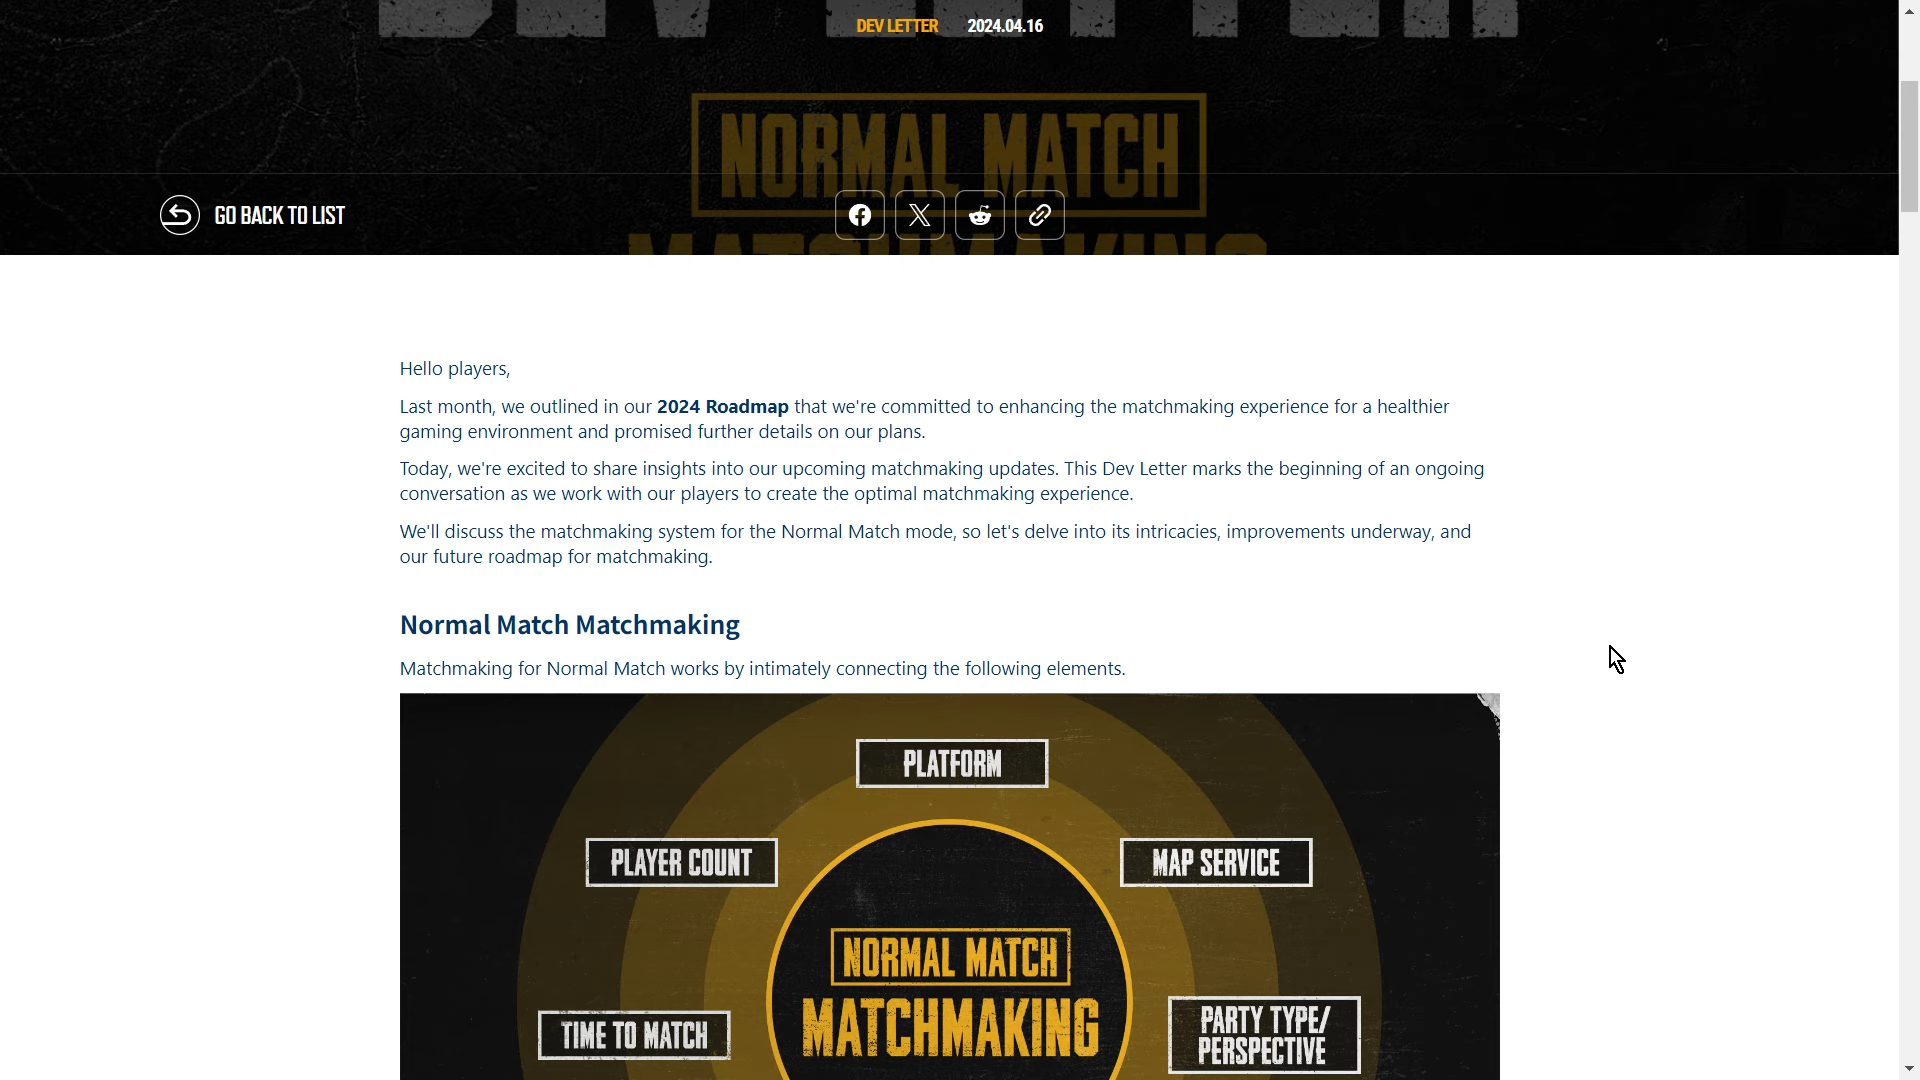 DEV LETTER
DEV LETTER 2024.04.16
NORMAL MATCH
MATCHMAKING
GO BACK TO LIST
Hello players,
Last month, we outlined in our 2024 Roadmap that we're committed to enhancing the matchmaking experience for a healthier
gaming environment and promised further details on our plans.
Today, we're excited to share insights into our upcoming matchmaking updates. This Dev Letter marks the beginning of an ongoing
conversation as we work with our players to create the optimal matchmaking experience.
We'll discuss the matchmaking system for the Normal Match mode, so let's delve into its intricacies, improvements underway, and
our future roadmap for matchmaking.
Normal Match Matchmaking
Matchmaking for Normal Match works by intimately connecting the following elements.
PLATFORM
PLAYER COUNT
MAP SERVICE
NORMAL MATCH
MATCHMAKING
TIME TO MATCH
PARTY TYPE/
PERSPECTIVE